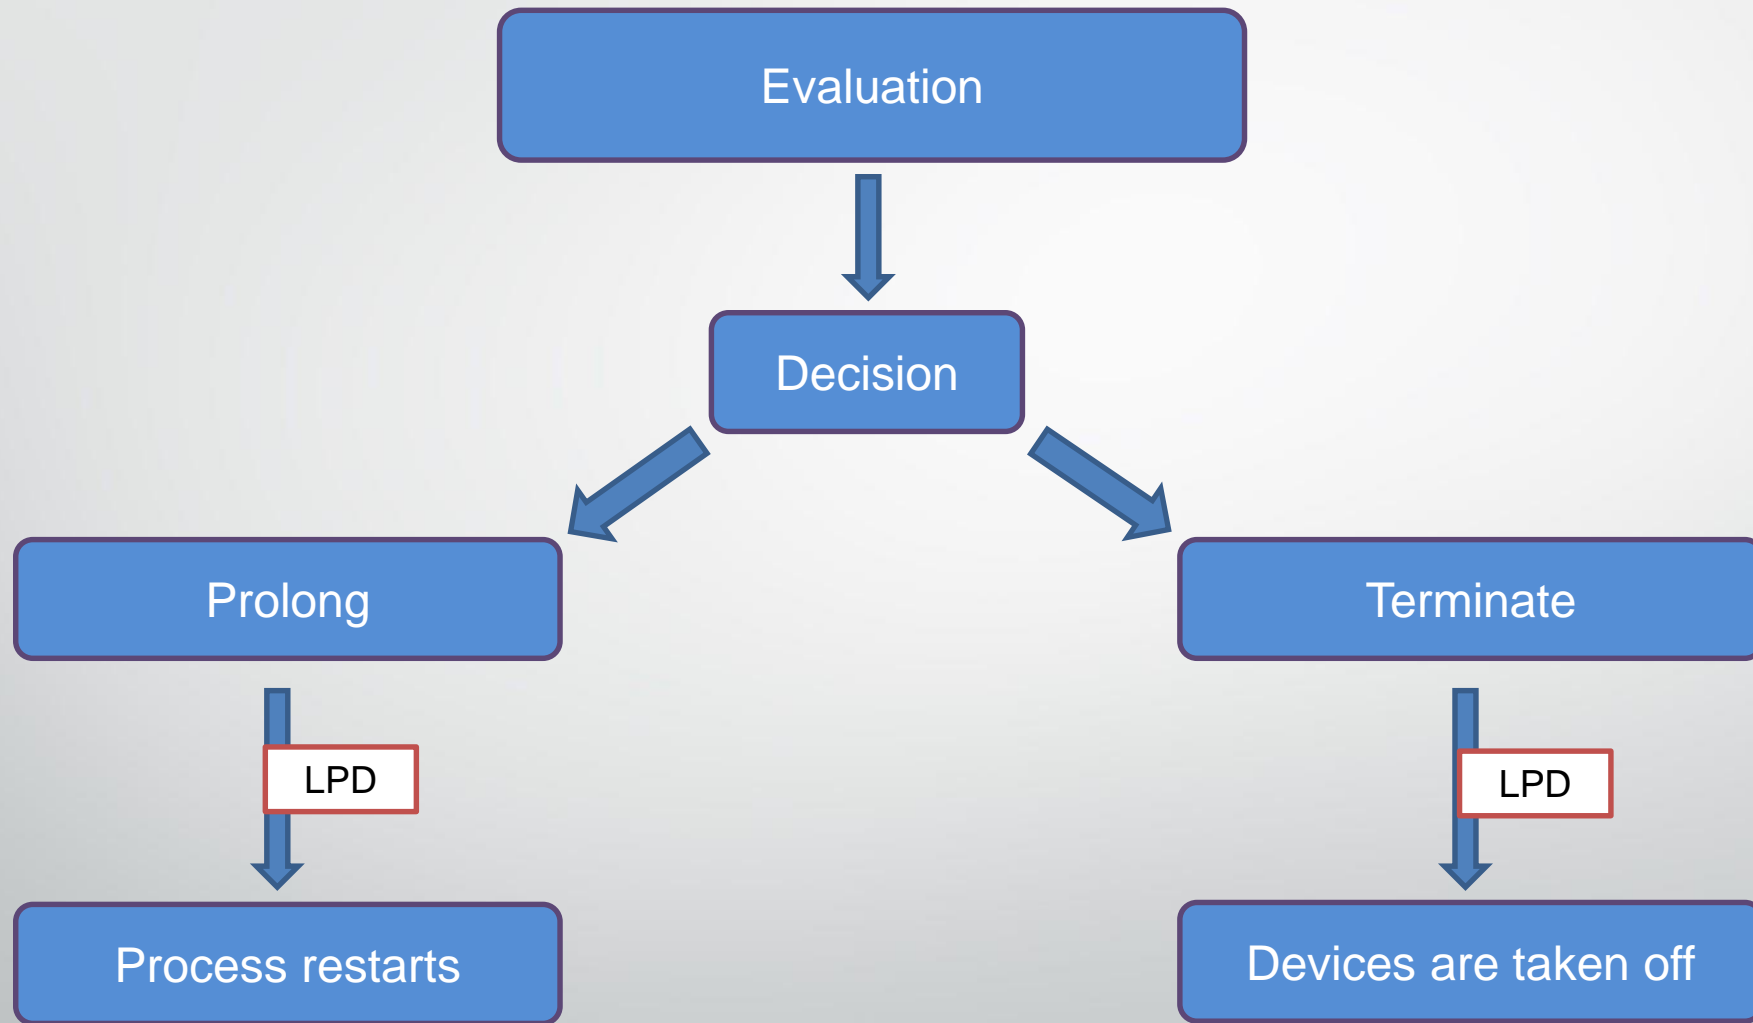 Evaluation
Decision
Prolong
Terminate
LPD
LPD
Process restarts
Devices are taken off